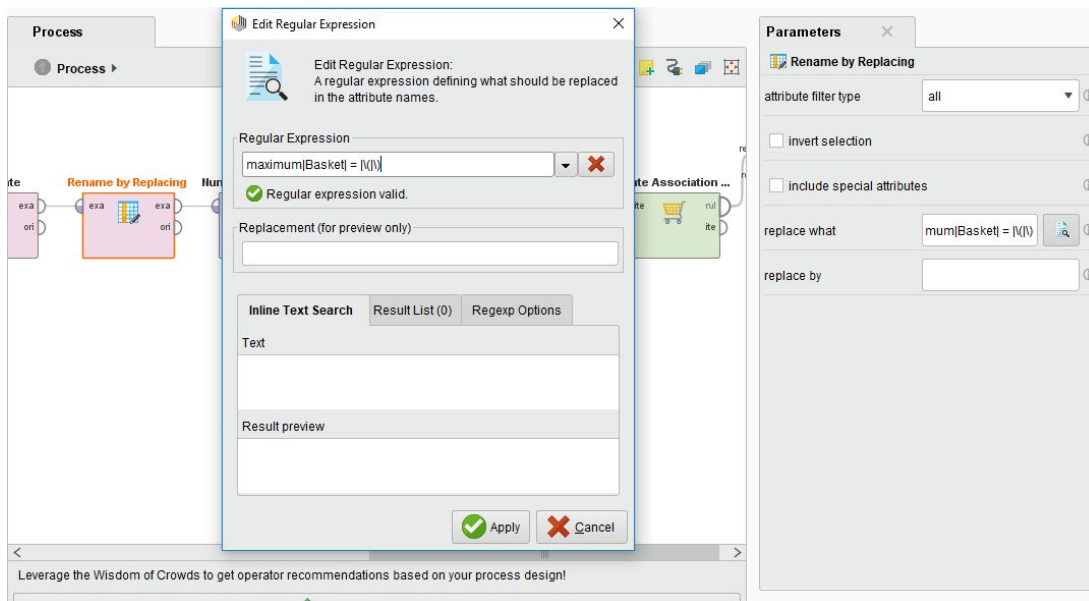 Process
Process
Edit Regular Expression
Edit Regular Expression:
A regular expression defining what should be replaced
in the attribute names.
Regular Expression
maximum|Basket| = |\(|\)
Regular expression valid.
Replacement (for preview only)
Inline Text Search
Result List (0)
Regexp Options
Text
Result preview
Apply
Cancel
Rename by Replacing
exa
ori
exa
exa
ori
Association ...
rul
ite
Leverage the Wisdom of Crowds to get operator recommendations based on your process design!
Parameters
Rename by Replacing
attribute filter type
all
invert selection
include special attributes
replace what
mum|Basket| = |\(|\)
replace by